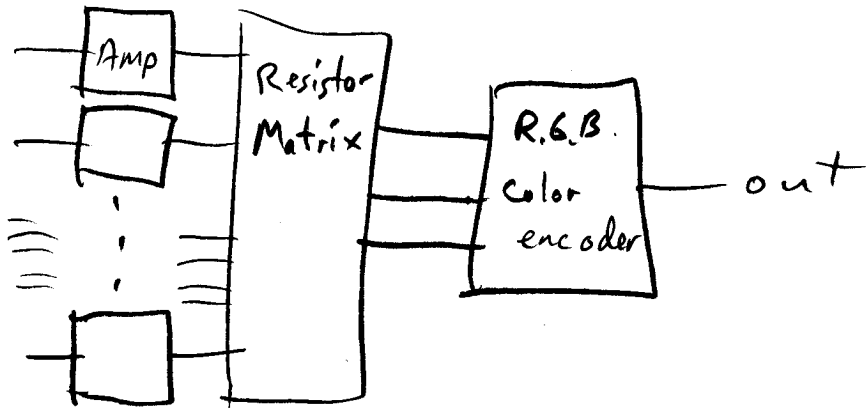 Amp
Resistor
Matrix
R.G.B.
Color
encoder
out